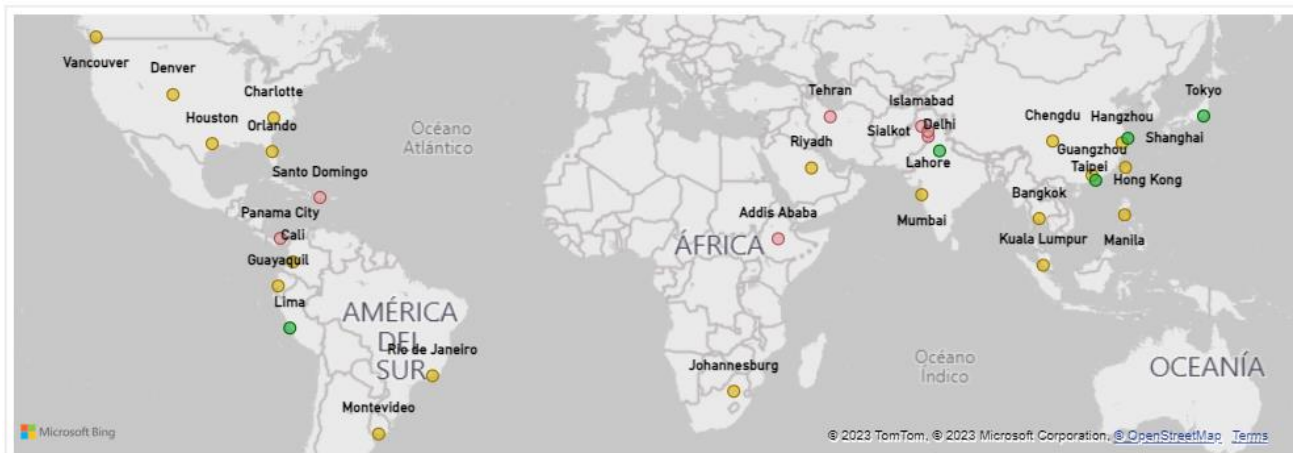 Vancouver
Denver
Charlotte
Houston
Orlando
Santo Domingo
Panama City
Cali
Guayaquil
Lima
Río de Janeiro
Montevideo
Océano
Atlántico
AMÉRICA
DEL
SUR
Tehran
Islamabad
Sialkot
Delhi
Riyadh
Lahore
Mumbai
Addis Ababa
ÁFRICA
Johannesburg
Tokyo
Chengdu
Hangzhou
Shanghai
Guangzhou
Taipei
Hong Kong
Bangkok
Kuala Lumpur
Manila
Océano
Índico
OCEANÍA
Microsoft Bing
© 2023 TomTom, © 2023 Microsoft Corporation, © OpenStreetMap Terms